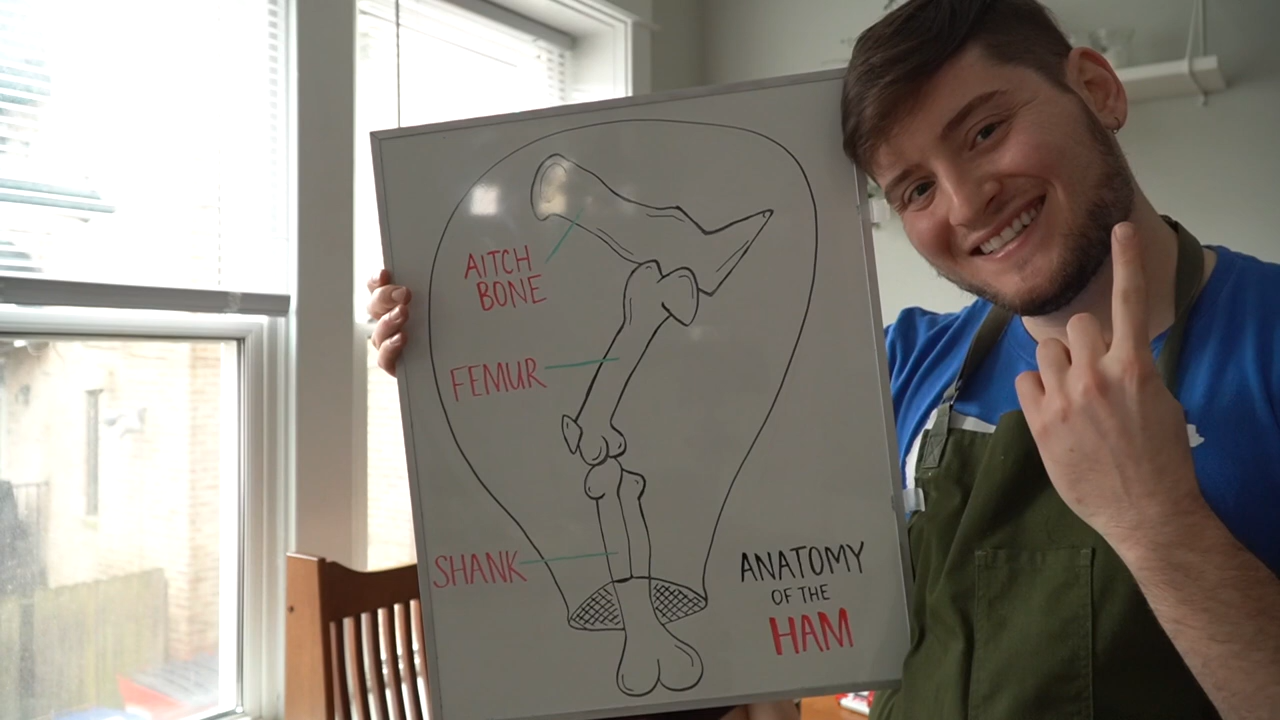 AITCH
BONE
FEMUR
SHANK
ANATOMY
OF THE
HAM